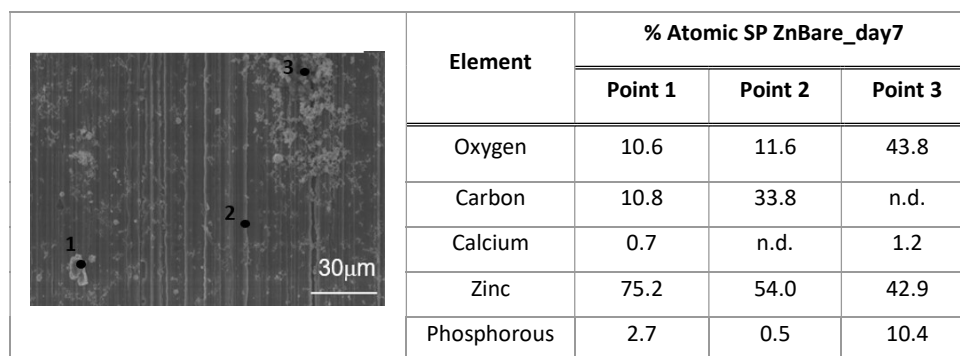 Element % Atomic SP ZnBare_day7
Point 1 Point 2 Point 3
Oxygen 10.6 11.6 43.8
Carbon 10.8 33.8 n.d.
Calcium 0.7 n.d. 1.2
Zinc 75.2 54.0 42.9
Phosphorous 2.7 0.5 10.4
3
2
1
30μm